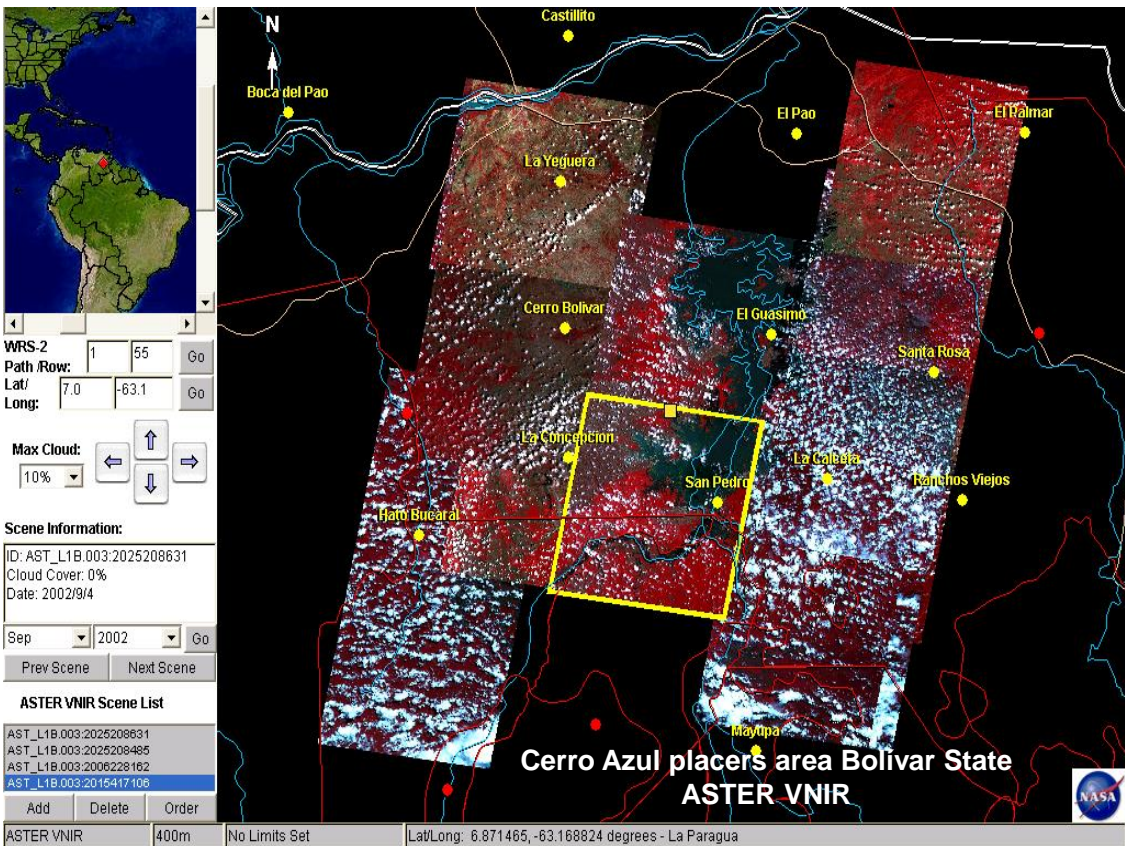 N
Castillito
Boca del Pao
El Pao
El Palmar
La Yeguera
Cerro Bolivar
El Guasimo
Santa Rosa
La Concepcion
La Calceta
San Pedro
Ranchos Viejos
Hato Bucaral
Mayupa
Cerro Azul placers area Bolivar State
ASTER VNIR
NASA
WRS-2
Path /Row: 1 55 Go
Lat/
Long: 7.0 -63.1 Go
Max Cloud:
10%
Scene Information:
ID: AST_L1B.003:2025208631
Cloud Cover: 0%
Date: 2002/9/4
Sep 2002 Go
Prev Scene Next Scene
ASTER VNIR Scene List
AST_L1B.003:2025208631
AST_L1B.003:2025208485
AST_L1B.003:2006228162
AST_L1B.003:2015417106
Add Delete Order
ASTER VNIR 400m No Limits Set Lat/Long: 6.871465, -63.168824 degrees - La Paragua